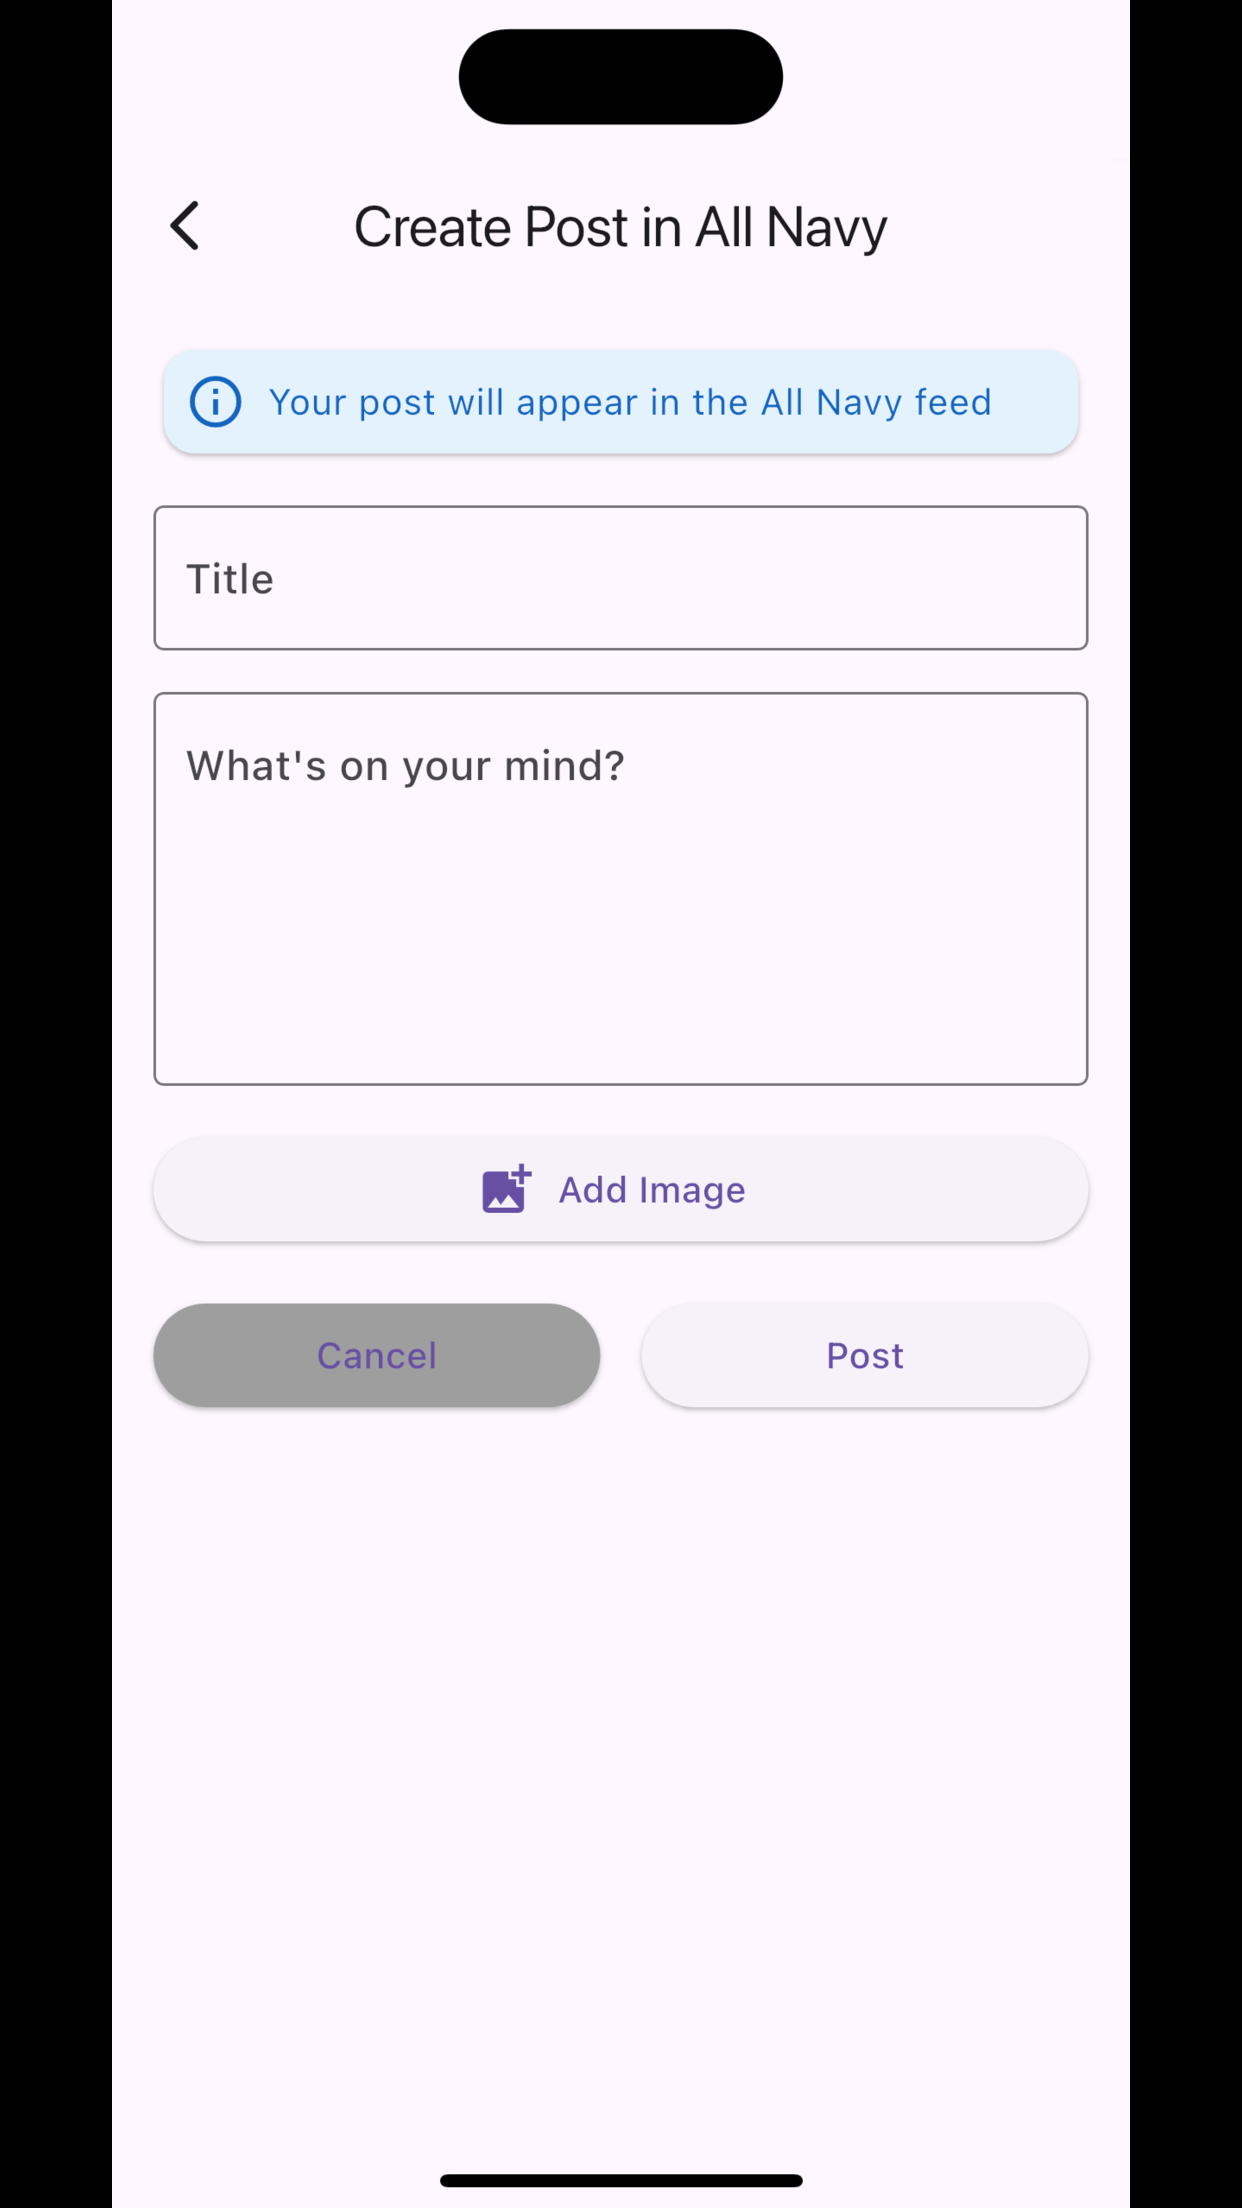 Create Post in All Navy
Your post will appear in the All Navy feed
Title
What's on your mind?
Add Image
Cancel
Post